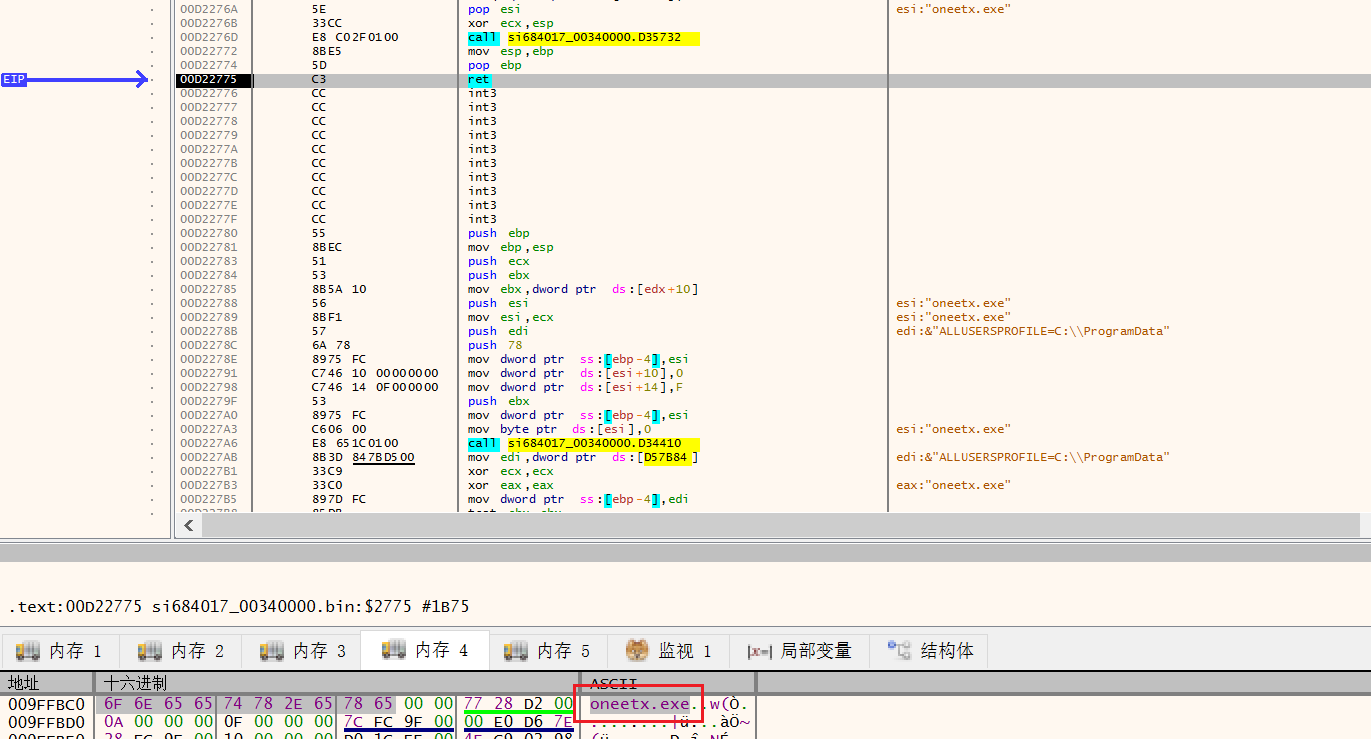 00D2276A 5E pop esi esi:"oneetx.exe"
00D2276B 33CC xor ecx,esp
00D2276D E8 C02F0100 call si684017_00340000.D35732
00D22772 8BE5 mov esp,ebp
00D22774 5D pop ebp
EIP 00D22775 C3 ret
00D22776 CC int3
00D22777 CC int3
00D22778 CC int3
00D22779 CC int3
00D2277A CC int3
00D2277B CC int3
00D2277C CC int3
00D2277D CC int3
00D2277E CC int3
00D2277F CC int3
00D22780 55 push ebp
00D22781 8BEC mov ebp,esp
00D22783 51 push ecx
00D22784 53 push ebx
00D22785 8B5A 10 mov ebx,dword ptr ds:[edx+10]
00D22788 56 push esi esi:"oneetx.exe"
00D22789 8BF1 mov esi,ecx esi:"oneetx.exe"
00D2278B 57 push edi edi:&"ALLUSERSPROFILE=C:\\ProgramData"
00D2278C 6A 78 push 78
00D2278E 8975 FC mov dword ptr ss:[ebp-4],esi
00D22791 C746 10 00000000 mov dword ptr ds:[esi+10],0
00D22798 C746 14 0F000000 mov dword ptr ds:[esi+14],F
00D2279F 53 push ebx
00D227A0 8975 FC mov dword ptr ss:[ebp-4],esi
00D227A3 C606 00 mov byte ptr ds:[esi],0 esi:"oneetx.exe"
00D227A6 E8 651C0100 call si684017_00340000.D34410
00D227AB 8B3D 847BD500 mov edi,dword ptr ds:[D57B84] edi:&"ALLUSERSPROFILE=C:\\ProgramData"
00D227B1 33C9 xor ecx,ecx
00D227B3 33C0 xor eax,eax eax:"oneetx.exe"
00D227B5 897D FC mov dword ptr ss:[ebp-4],edi
.text:00D22775 si684017_00340000.bin:$2775 #1B75
内存 1 内存 2 内存 3 内存 4 内存 5 监视 1 [x=] 局部变量 结构体
地址 十六进制 ASCII
009FFBC0 6F 6E 65 65 74 78 2E 65 78 65 00 00 77 28 D2 00 oneetx.exe..w(Ò.
009FFBD0 0A 00 00 00 0F 00 00 00 7C FC 9F 00 00 E0 D6 7E ........|ü...àÖ~